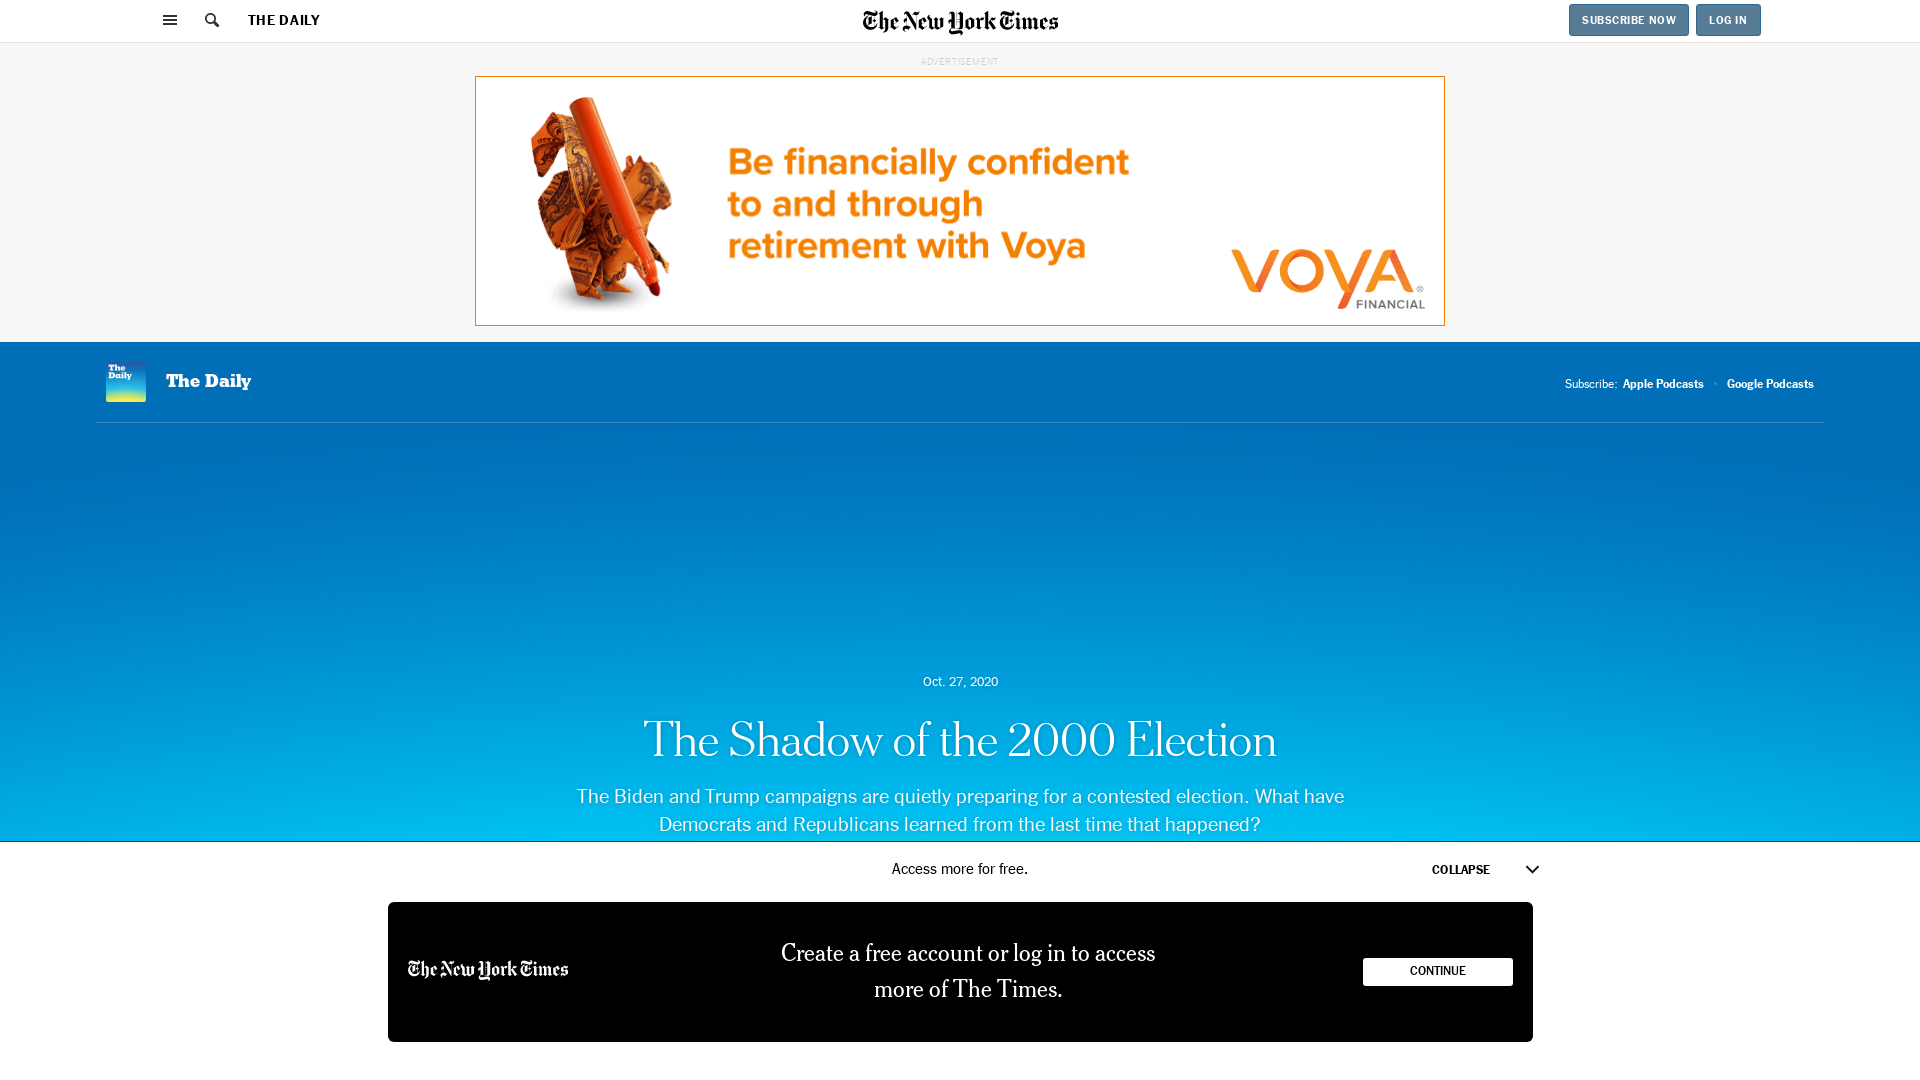 THE DAILY
The New York Times
SUBSCRIBE NOW
LOG IN
ADVERTISEMENT
Be financially confident
to and through
retirement with Voya
VOYA ®
FINANCIAL
The
Daily
The Daily
Subscribe: Apple Podcasts • Google Podcasts
Oct. 27, 2020
The Shadow of the 2000 Election
The Biden and Trump campaigns are quietly preparing for a contested election. What have
Democrats and Republicans learned from the last time that happened?
Access more for free.
COLLAPSE
The New York Times
Create a free account or log in to access
more of The Times.
CONTINUE